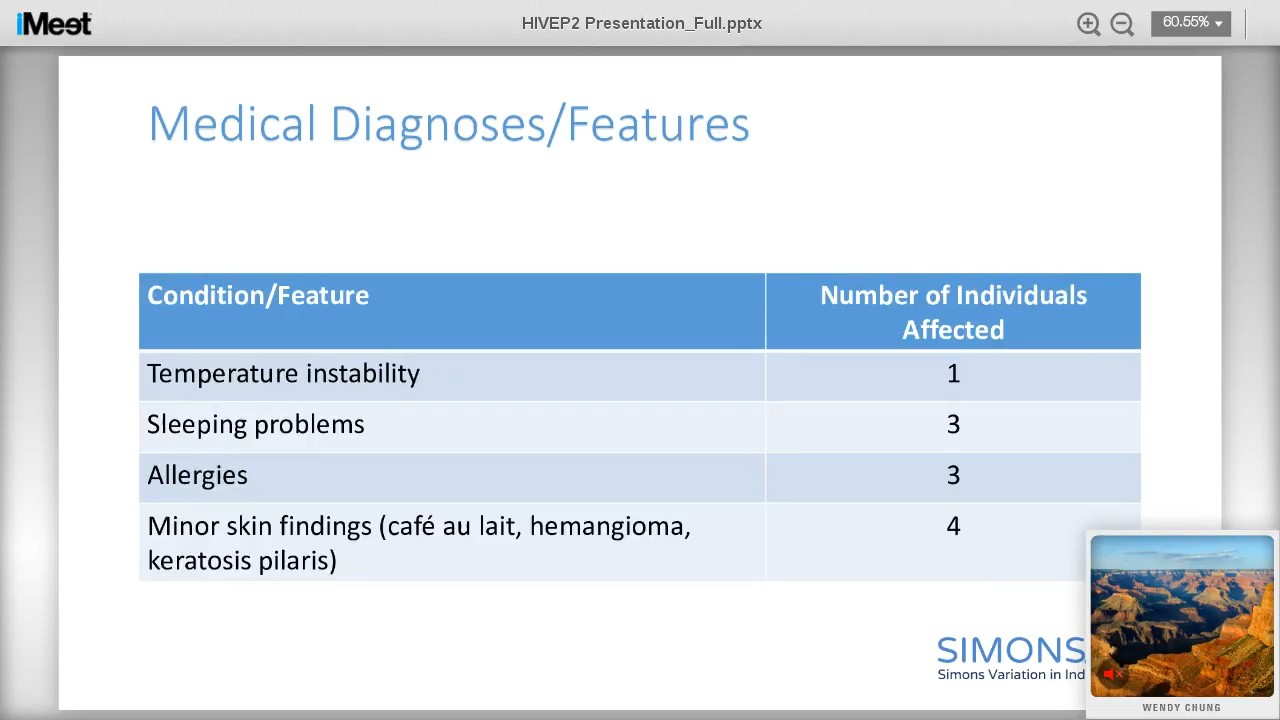 iMeet
HIVEP2 Presentation_Full.pptx
60.55%
Medical Diagnoses/Features
Condition/Feature
Number of Individuals
Affected
Temperature instability
1
Sleeping problems
3
Allergies
3
Minor skin findings (café au lait, hemangioma,
keratosis pilaris)
4
SIMONS
Simons Variation in Ind
WENDY CHUNG